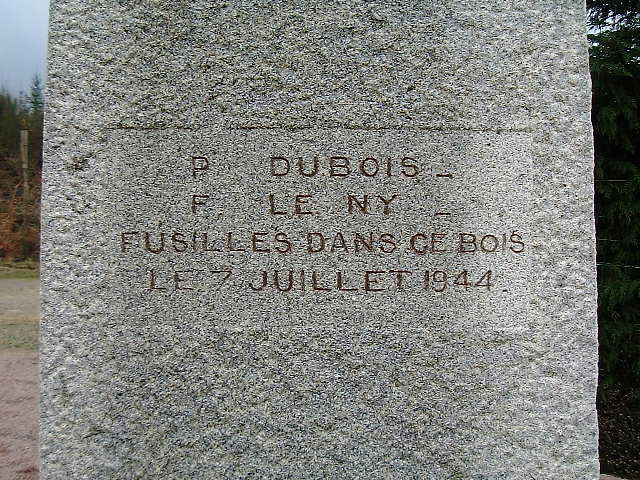 P. DUBOIS _
F. LE NY _
FUSILLES DANS CE BOIS
LE 7 JUILLET 1944